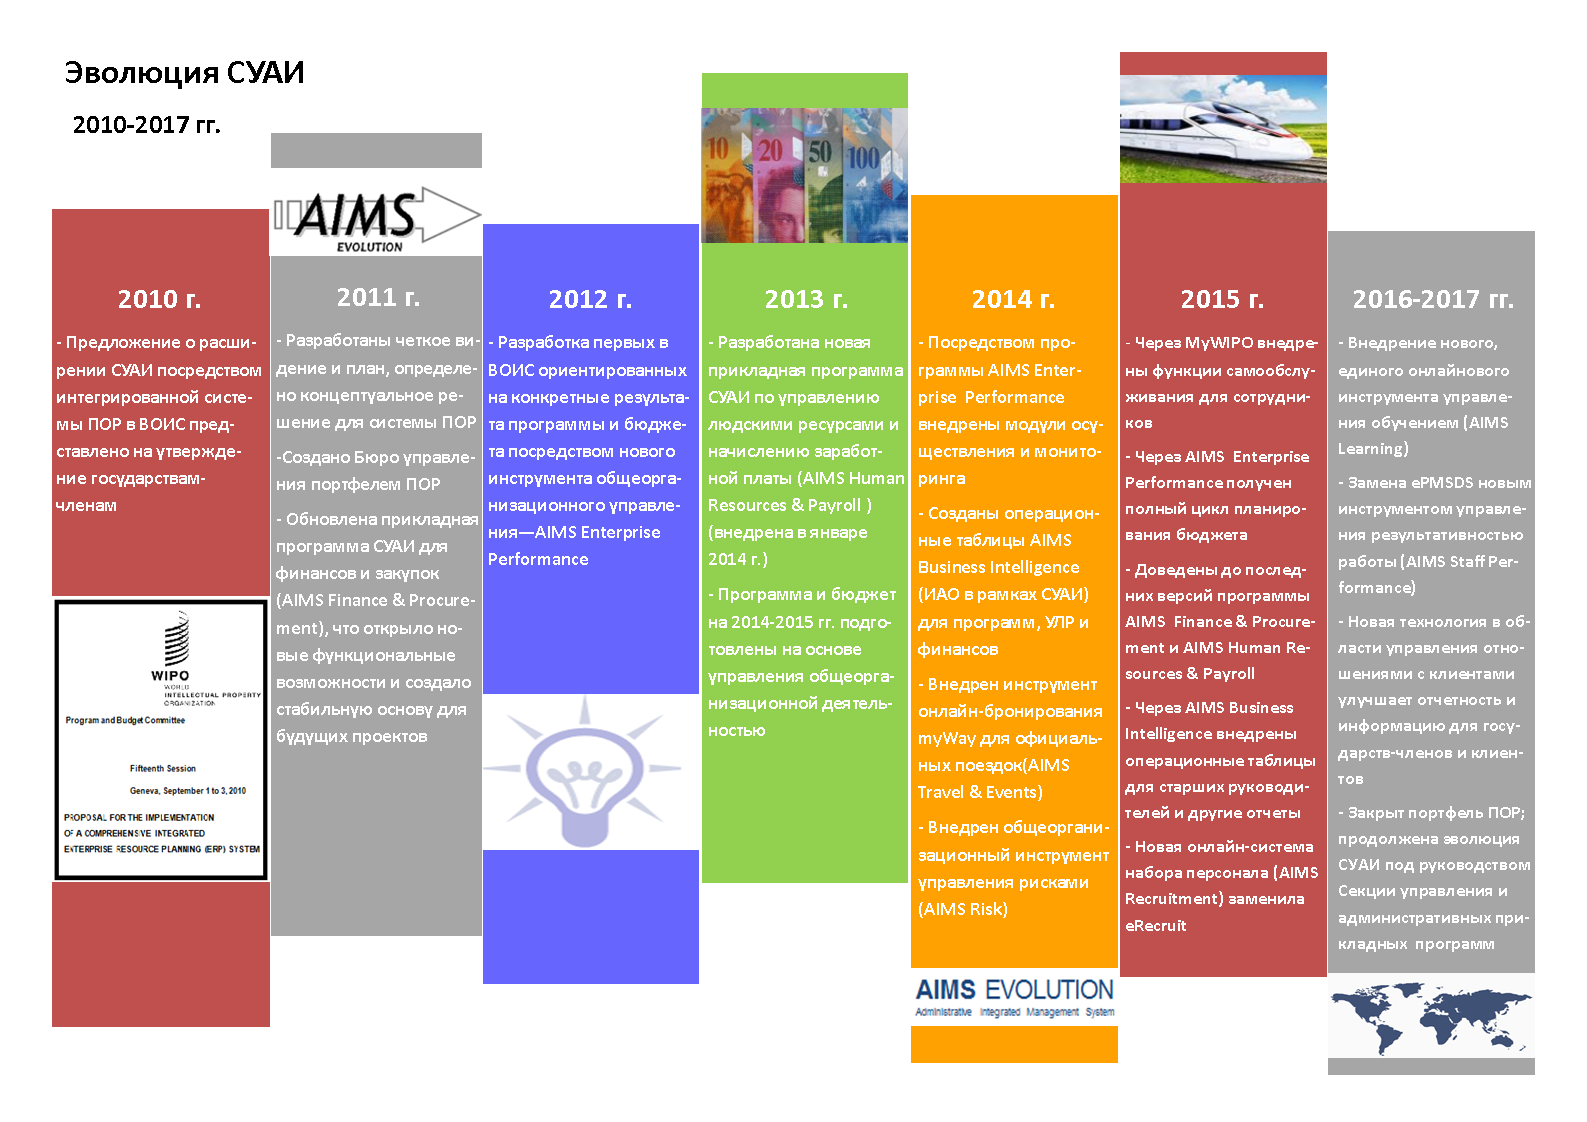 Эволюция СУАИ
2010-2017 гг.
2010 г.
- Предложение о расши-
рении СУАИ посредством
интегрированной систе-
мы ПОР в ВОИС пред-
ставлено на утвержде-
ние государствам-
членам
WIPO
WORLD
INTELLECTUAL PROPERTY
ORGANIZATION
Program and Budget Committee
Fifteenth Session
Geneva, September 1 to 3, 2010
PROPOSAL FOR THE IMPLEMENTATION
OF A COMPREHENSIVE INTEGRATED
ENTERPRISE RESOURCE PLANNING (ERP) SYSTEM
AIMS
EVOLUTION
2011 г.
- Разработаны четкое ви-
дение и план, определе-
но концептуальное ре-
шение для системы ПОР
-Создано Бюро управле-
ния портфелем ПОР
- Обновлена прикладная
программа СУАИ для
финансов и закупок
(AIMS Finance & Procure-
ment), что открыло но-
вые функциональные
возможности и создало
стабильную основу для
будущих проектов
2012 г.
- Разработка первых в
ВОИС ориентированных
на конкретные результа-
та программы и бюдже-
та посредством нового
инструмента общеорга-
низационного управле-
ния—AIMS Enterprise
Performance
10 20 50 100
2013 г.
- Разработана новая
прикладная программа
СУАИ по управлению
людскими ресурсами и
начислению заработ-
ной платы (AIMS Human
Resources & Payroll )
(внедрена в январе
2014 г.)
- Программа и бюджет
на 2014-2015 гг. подго-
товлены на основе
управления общеорга-
низационной деятель-
ностью
2014 г.
- Посредством про-
граммы AIMS Enter-
prise  Performance
внедрены модули осу-
ществления и монито-
ринга
- Созданы операцион-
ные таблицы AIMS
Business Intelligence
(ИАО в рамках СУАИ)
для программ, УЛР и
финансов
- Внедрен инструмент
онлайн-бронирования
myWay для официаль-
ных поездок(AIMS
Travel & Events)
- Внедрен общеоргани-
зационный инструмент
управления рисками
(AIMS Risk)
AIMS EVOLUTION
Administrative Integrated Management System
2015 г.
- Через MyWIPO внедре-
ны функции самообслу-
живания для сотрудни-
ков
- Через AIMS  Enterprise
Performance получен
полный цикл планиро-
вания бюджета
- Доведены до послед-
них версий программы
AIMS  Finance & Procure-
ment и AIMS Human Re-
sources & Payroll
- Через AIMS Business
Intelligence внедрены
операционные таблицы
для старших руководи-
телей и другие отчеты
- Новая онлайн-система
набора персонала (AIMS
Recruitment) заменила
eRecruit
2016-2017 гг.
- Внедрение нового,
единого онлайнового
инструмента управле-
ния обучением (AIMS
Learning)
- Замена ePMSDS новым
инструментом управле-
ния результативностью
работы (AIMS Staff Per-
formance)
- Новая технология в об-
ласти управления отно-
шениями с клиентами
улучшает отчетность и
информацию для госу-
дарств-членов и клиен-
тов
- Закрыт портфель ПОР;
продолжена эволюция
СУАИ под руководством
Секции управления и
административных при-
кладных  программ